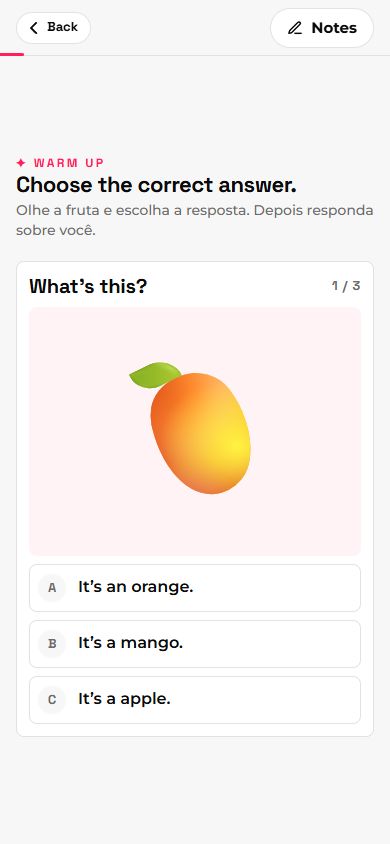 Back
Notes
WARM UP
Choose the correct answer.
Olhe a fruta e escolha a resposta. Depois responda
sobre você.
What's this?
1 / 3
A It's an orange.
B It's a mango.
C It's a apple.